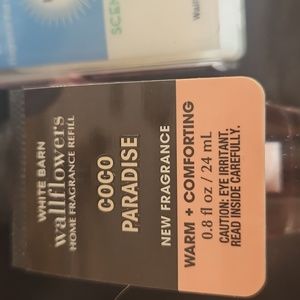 SCEN
WHITE BARN
wallflowers
HOME FRAGRANCE REFILL
COCO
PARADISE
NEW FRAGRANCE
WARM + COMFORTING
0.8 fl oz / 24 mL
CAUTION: EYE IRRITANT.
READ INSIDE CAREFULLY.